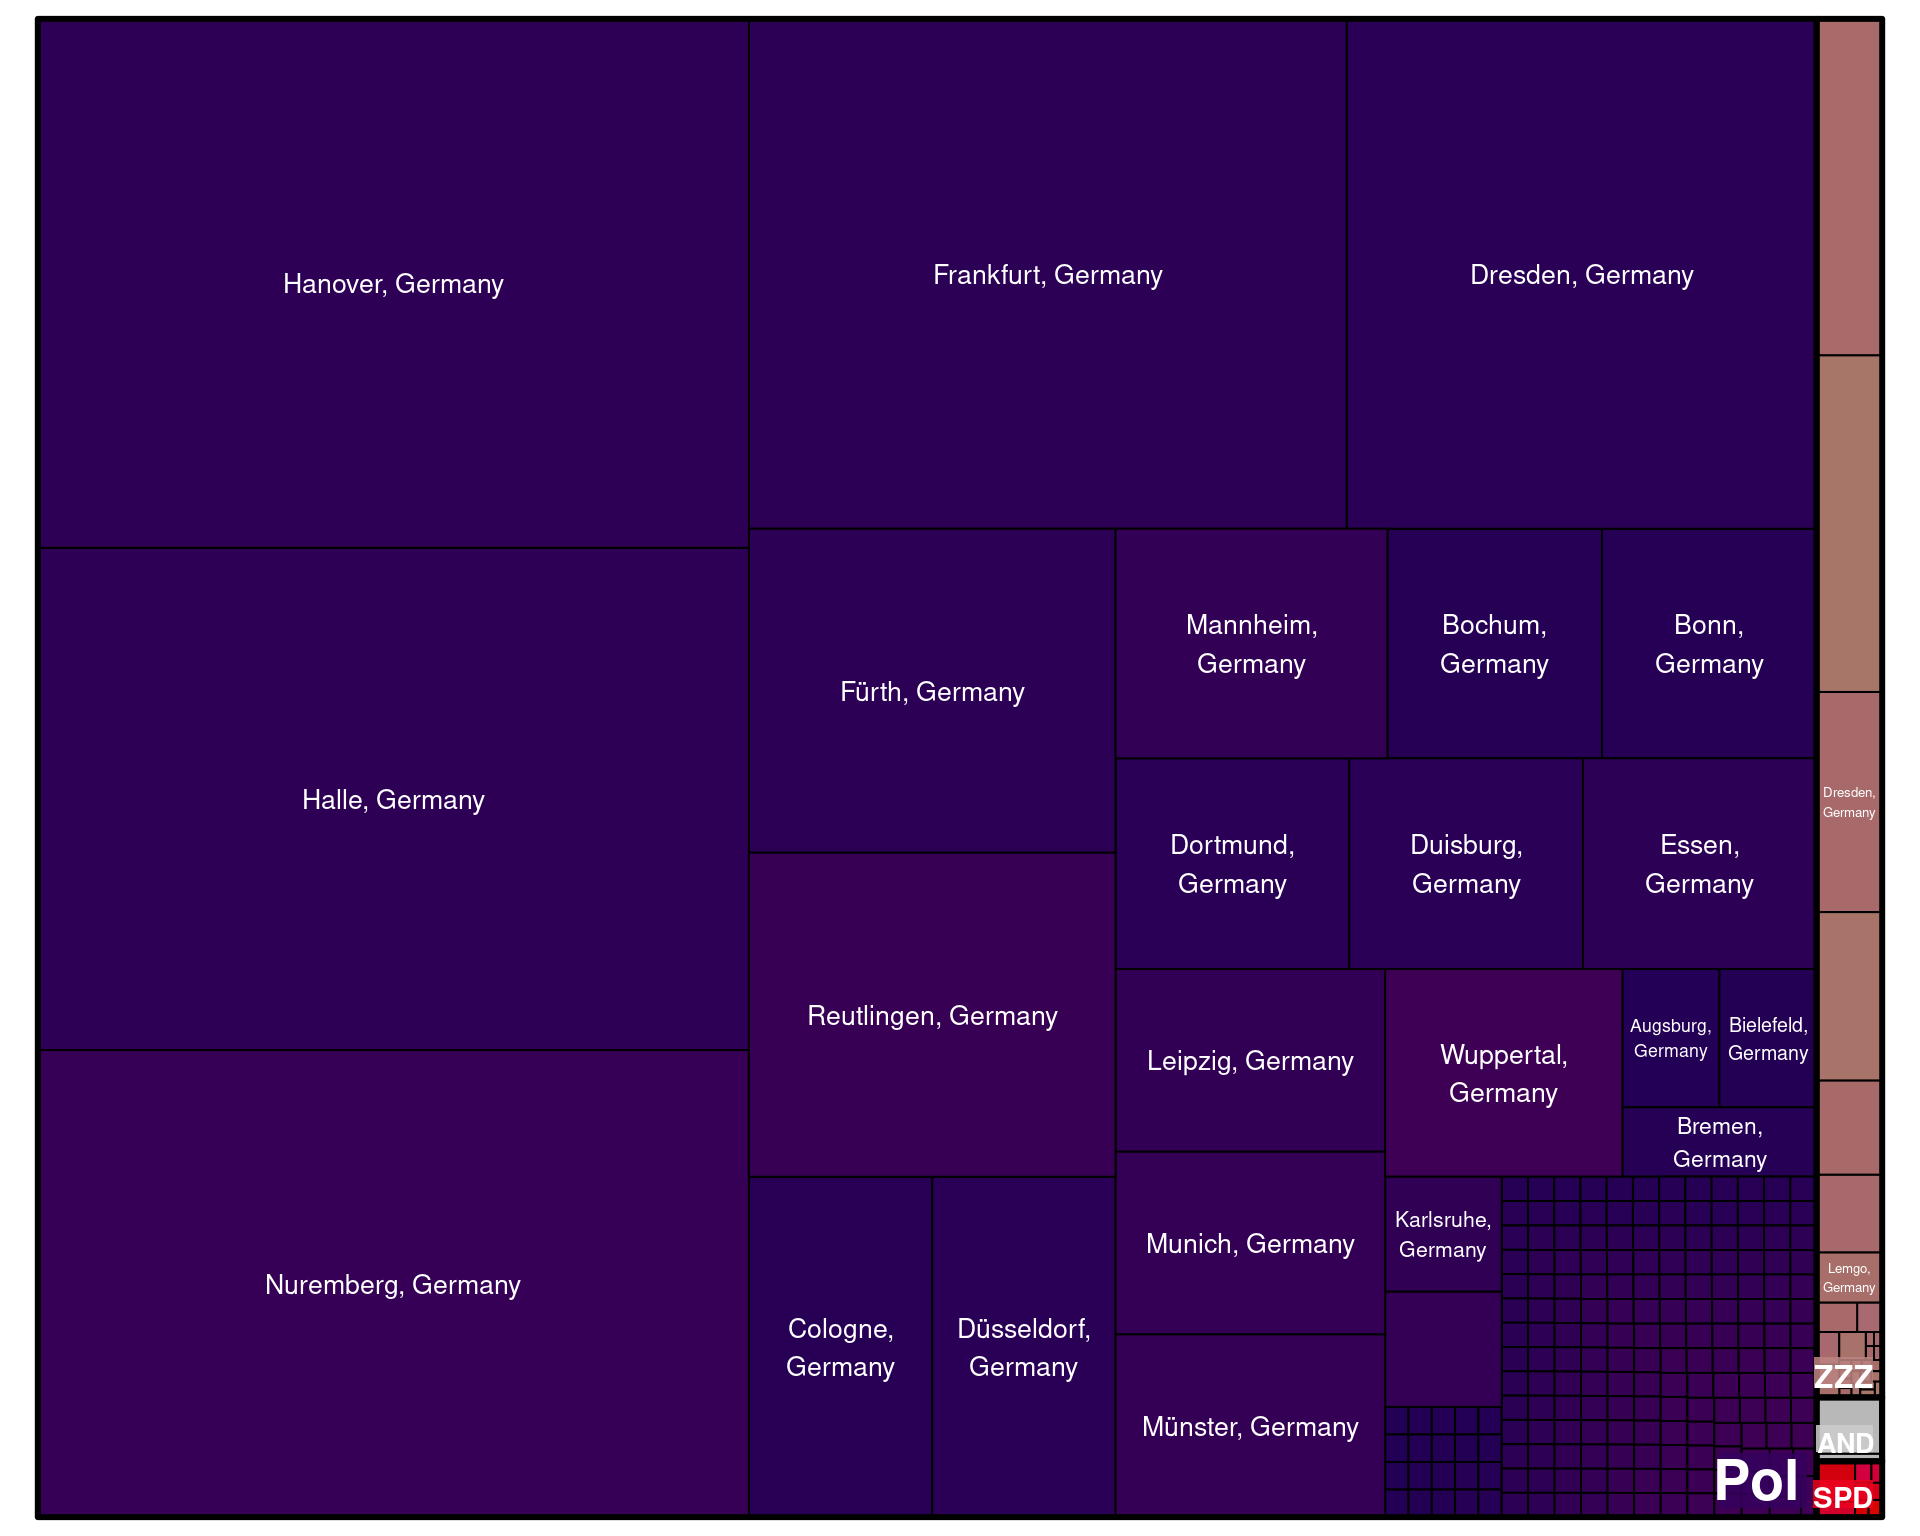 Hanover, Germany
Frankfurt, Germany
Dresden, Germany
Halle, Germany
Nuremberg, Germany
Fürth, Germany
Reutlingen, Germany
Cologne,
Germany
Düsseldorf,
Germany
Mannheim,
Germany
Bochum,
Germany
Bonn,
Germany
Dortmund,
Germany
Duisburg,
Germany
Essen,
Germany
Leipzig, Germany
Munich, Germany
Münster, Germany
Wuppertal,
Germany
Augsburg,
Germany
Bielefeld,
Germany
Bremen,
Germany
Karlsruhe,
Germany
Pol
Dresden,
Germany
Lemgo,
Germany
ZZZ
AND
SPD